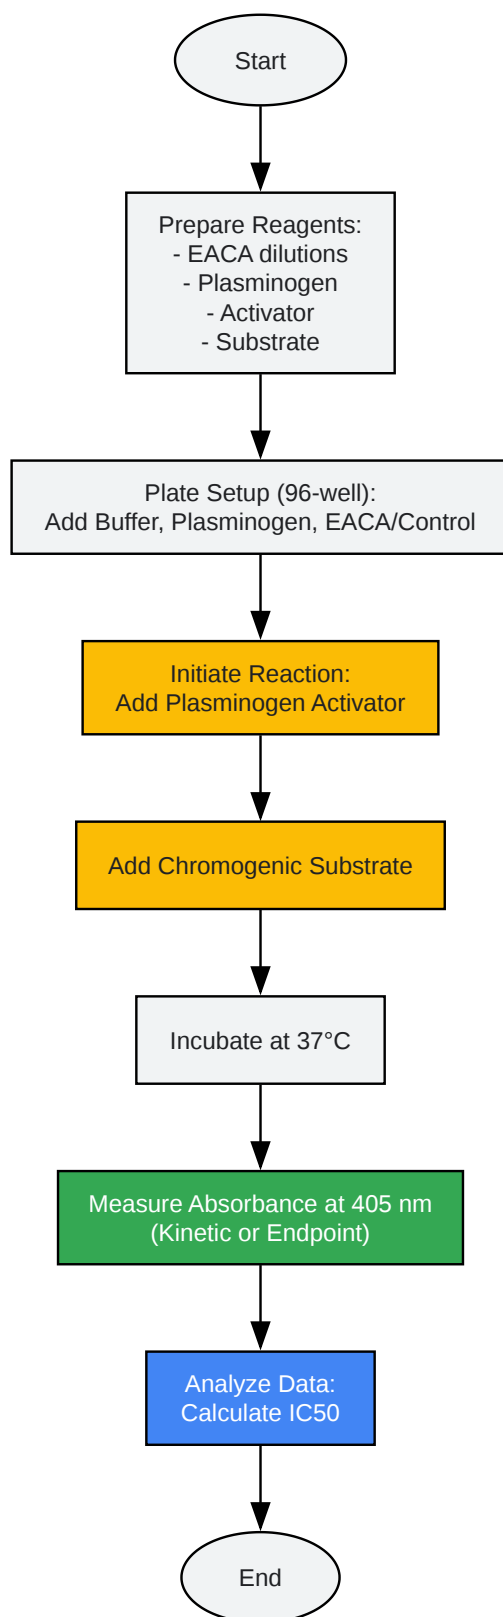 Start
Prepare Reagents:
- EACA dilutions
- Plasminogen
- Activator
- Substrate
Plate Setup (96-well):
Add Buffer, Plasminogen, EACA/Control
Initiate Reaction:
Add Plasminogen Activator
Add Chromogenic Substrate
Incubate at 37°C
Measure Absorbance at 405 nm
(Kinetic or Endpoint)
Analyze Data:
Calculate IC50
End